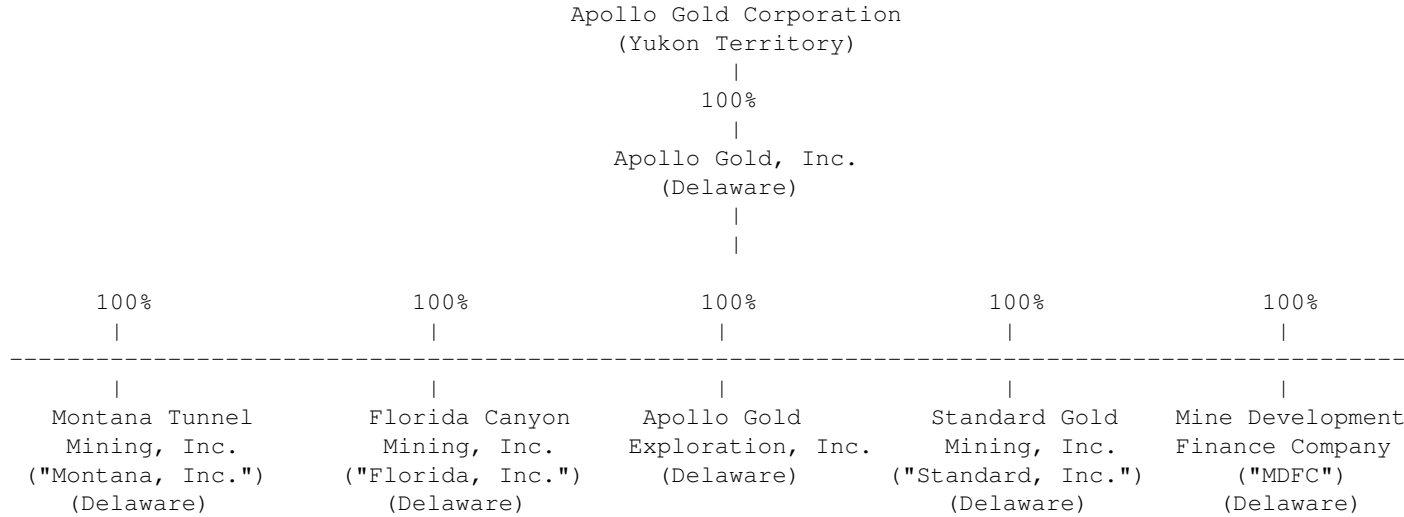 Apollo Gold Corporation
(Yukon Territory)
|
100%
|
Apollo Gold, Inc.
(Delaware)
|
|
100% 100% 100% 100% 100%
| | | | |
-------------------------------------------------------------------------------------------------
| | | | |
Montana Tunnel Florida Canyon Apollo Gold Standard Gold Mine Development
Mining, Inc. Mining, Inc. Exploration, Inc. Mining, Inc. Finance Company
("Montana, Inc.") ("Florida, Inc.") (Delaware) ("Standard, Inc.") ("MDFC")
(Delaware) (Delaware) (Delaware) (Delaware)